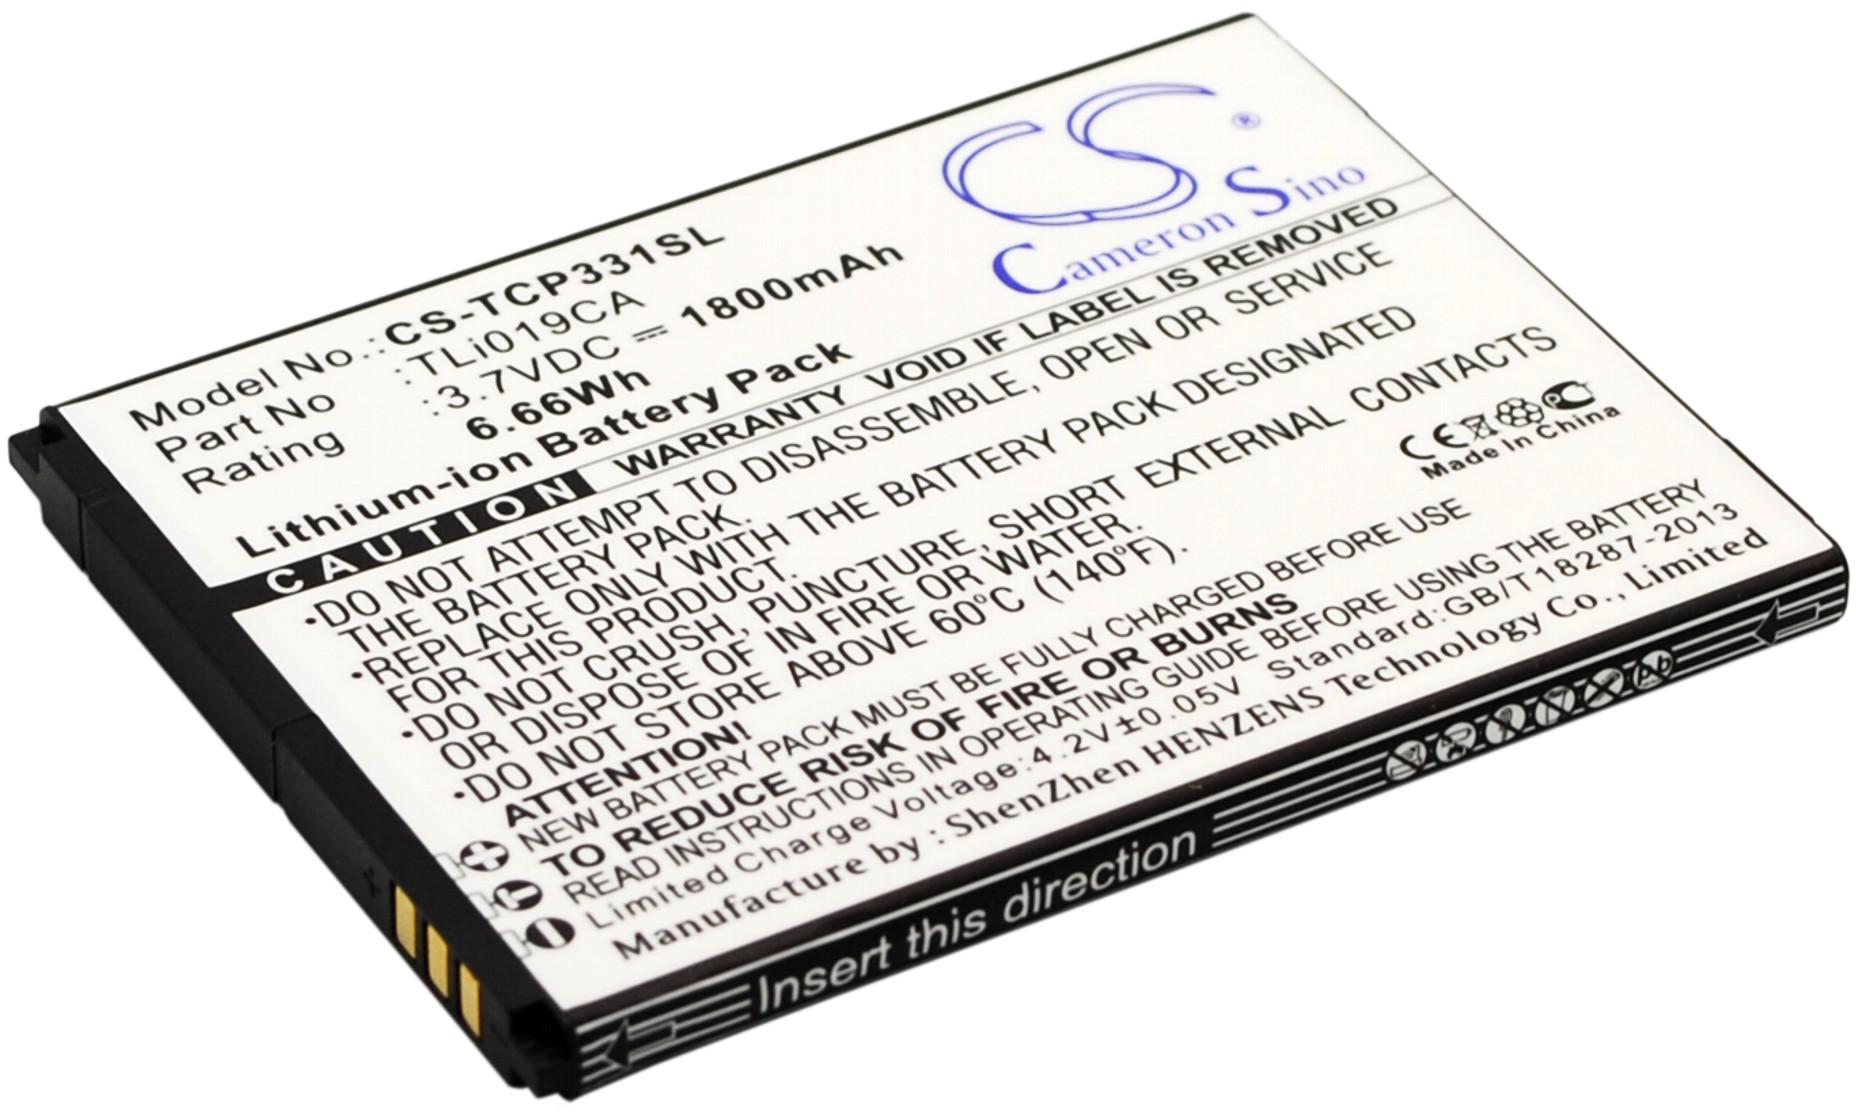 CS ®
Cameron Sino
Model No.:CS-TCP331SL
Part No :TLi019CA
Rating :3.7VDC ⎓ 1800mAh
6.66Wh
Lithium-ion Battery Pack
CAUTION WARRANTY VOID IF LABEL IS REMOVED
•DO NOT ATTEMPT TO DISASSEMBLE, OPEN OR SERVICE
THE BATTERY PACK.
•REPLACE ONLY WITH THE BATTERY PACK DESIGNATED
FOR THIS PRODUCT.
•DO NOT CRUSH, PUNCTURE, SHORT EXTERNAL CONTACTS
OR DISPOSE OF IN FIRE OR WATER.
•DO NOT STORE ABOVE 60°C (140°F).
CE
Made In China
ATTENTION!
NEW BATTERY PACK MUST BE FULLY CHARGED BEFORE USE
TO REDUCE RISK OF FIRE OR BURNS
READ INSTRUCTIONS IN OPERATING GUIDE BEFORE USING THE BATTERY
Limited Charge Voltage:4.2V±0.05V Standard:GB/T18287-2013
Manufacture by : ShenZhen HENZENS Technology Co., Limited
+ − I
Insert this direction
Pb